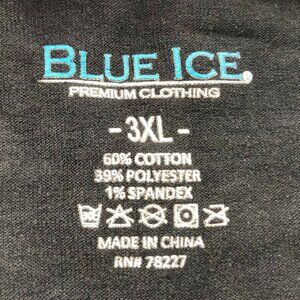 BLUE ICE®
PREMIUM CLOTHING
- 3XL -
60% COTTON
39% POLYESTER
1% SPANDEX
MADE IN CHINA
RN# 78227